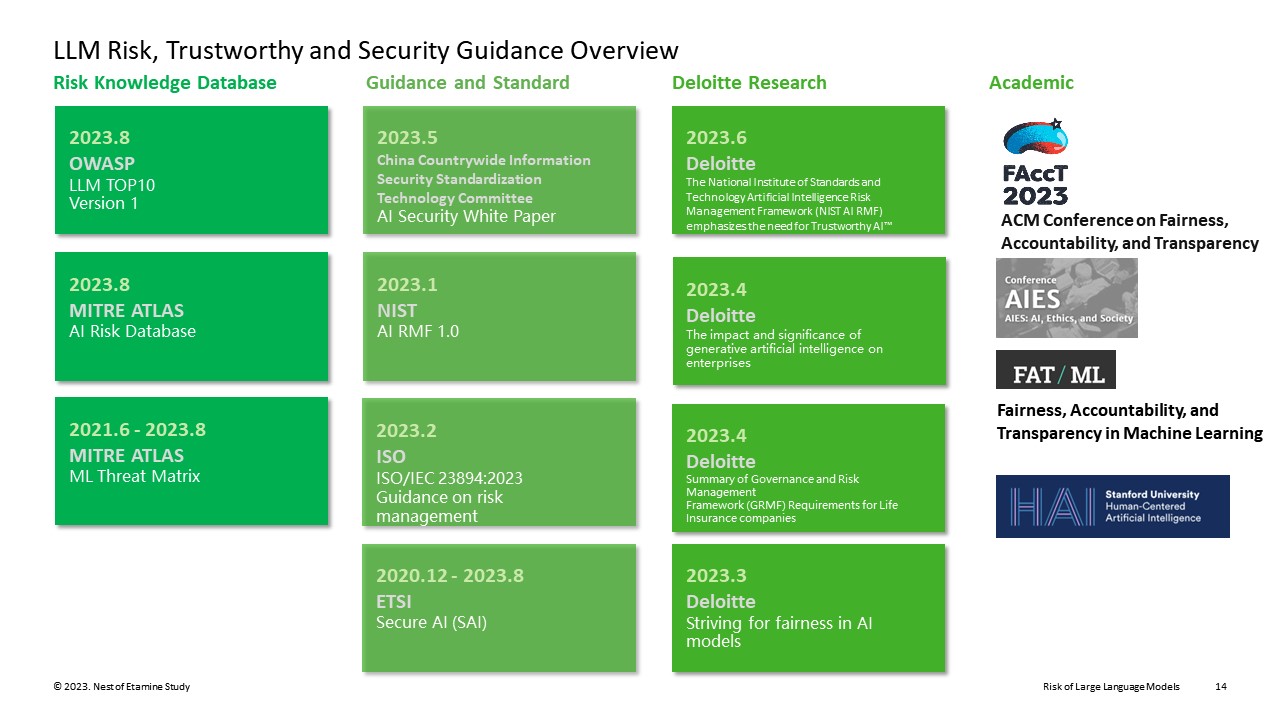 LLM Risk, Trustworthy and Security Guidance Overview
Risk Knowledge Database
2023.8
OWASP
LLM TOP10
Version 1
2023.8
MITRE ATLAS
AI Risk Database
2021.6 - 2023.8
MITRE ATLAS
ML Threat Matrix
Guidance and Standard
2023.5
China Countrywide Information
Security Standardization
Technology Committee
AI Security White Paper
2023.1
NIST
AI RMF 1.0
2023.2
ISO
ISO/IEC 23894:2023
Guidance on risk
management
2020.12 - 2023.8
ETSI
Secure AI (SAI)
Deloitte Research
2023.6
Deloitte
The National Institute of Standards and
Technology Artificial Intelligence Risk
Management Framework (NIST AI RMF)
emphasizes the need for Trustworthy AI™
2023.4
Deloitte
The impact and significance of
generative artificial intelligence on
enterprises
2023.4
Deloitte
Summary of Governance and Risk
Management
Framework (GRMF) Requirements for Life
Insurance companies
2023.3
Deloitte
Striving for fairness in AI
models
Academic
FAccT
2023
ACM Conference on Fairness,
Accountability, and Transparency
Conference
AIES
AIES: AI, Ethics, and Society
FAT / ML
Fairness, Accountability, and
Transparency in Machine Learning
HAI
Stanford University
Human-Centered
Artificial Intelligence
© 2023. Nest of Etamine Study
Risk of Large Language Models
14